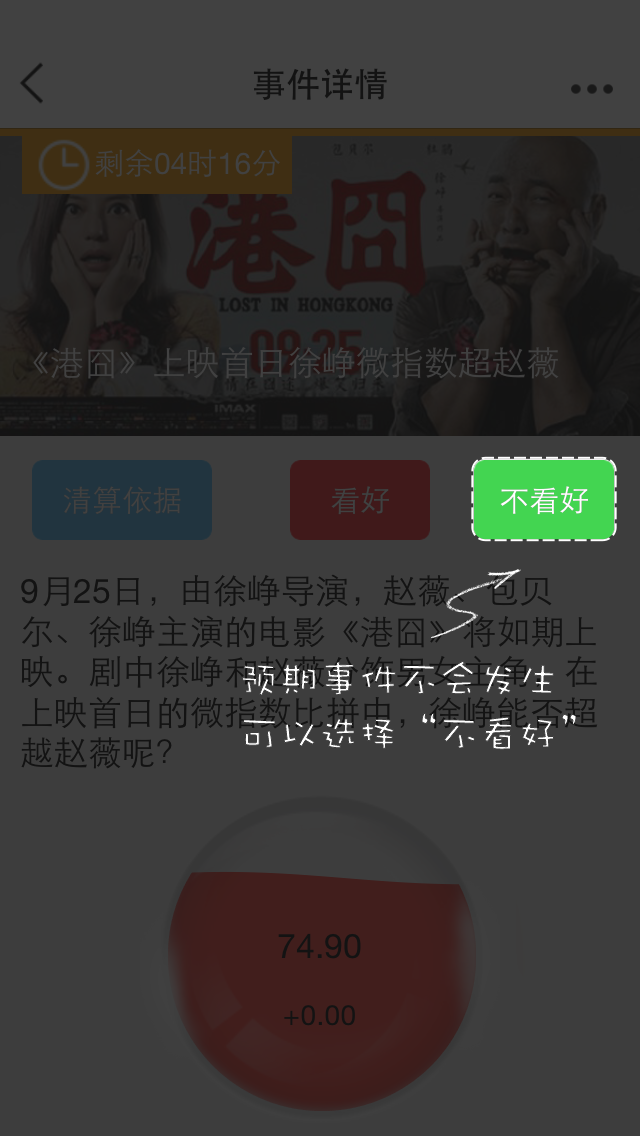 事件详情
剩余04时16分
港囧
LOST IN HONGKONG
09.25
《港囧》上映首日徐峥微指数超赵薇
IMAX
清算依据
看好
不看好
9月25日，由徐峥导演，赵薇、包贝
尔、徐峥主演的电影《港囧》将如期上
映。剧中徐峥和赵薇分饰男女主角，在
上映首日的微指数比拼中，徐峥能否超
越赵薇呢？
预期事件不会发生
可以选择“不看好”
74.90
+0.00